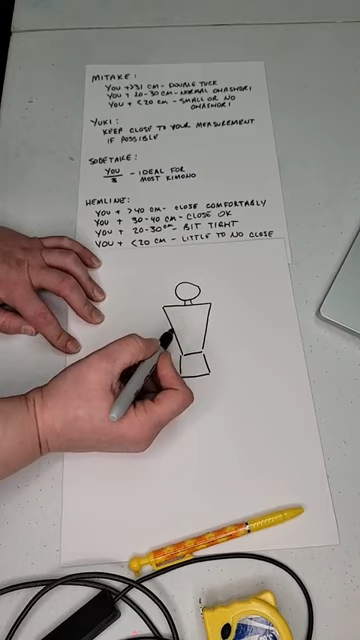 MITAKE:
YOU +>31 CM - DOUBLE TUCK
YOU + 20-30 CM - NORMAL OHASHORI
YOU + <20 CM - SMALL OR NO OHASHORI
YUKI:
KEEP CLOSE TO YOUR MEASUREMENT
IF POSSIBLE
SODETAKE:
YOU - IDEAL FOR
3 MOST KIMONO
HEMLINE:
YOU + >40 CM - CLOSE COMFORTABLY
YOU + 30-40 CM - CLOSE OK
YOU + 20-30 CM - BIT TIGHT
YOU + <20 CM - LITTLE TO NO CLOSE